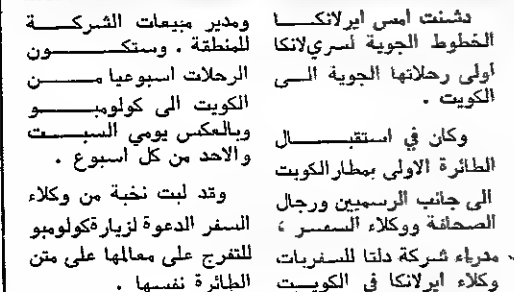 دشنت امس ايرلانكا
الخطوط الجوية لسريلانكا
اولى رحلاتها الجوية الى
الكويت .
وكان في استقبال
الطائرة الاولى بمطار الكويت
الى جانب الرسميين ورجال
الصحافة ووكلاء السفر ،
مدراء شركة دلتا للسفريات
وكلاء ايرلانكا في الكويت
ومدير مبيعات الشركة
للمنطقة . وستكون
الرحلات اسبوعيا من
الكويت الى كولومبو
وبالعكس يومي السبت
والاحد من كل اسبوع .
وقد لبت نخبة من وكلاء
السفر الدعوة لزيارة كولومبو
للتفرج على معالمها على متن
الطائرة نفسها .